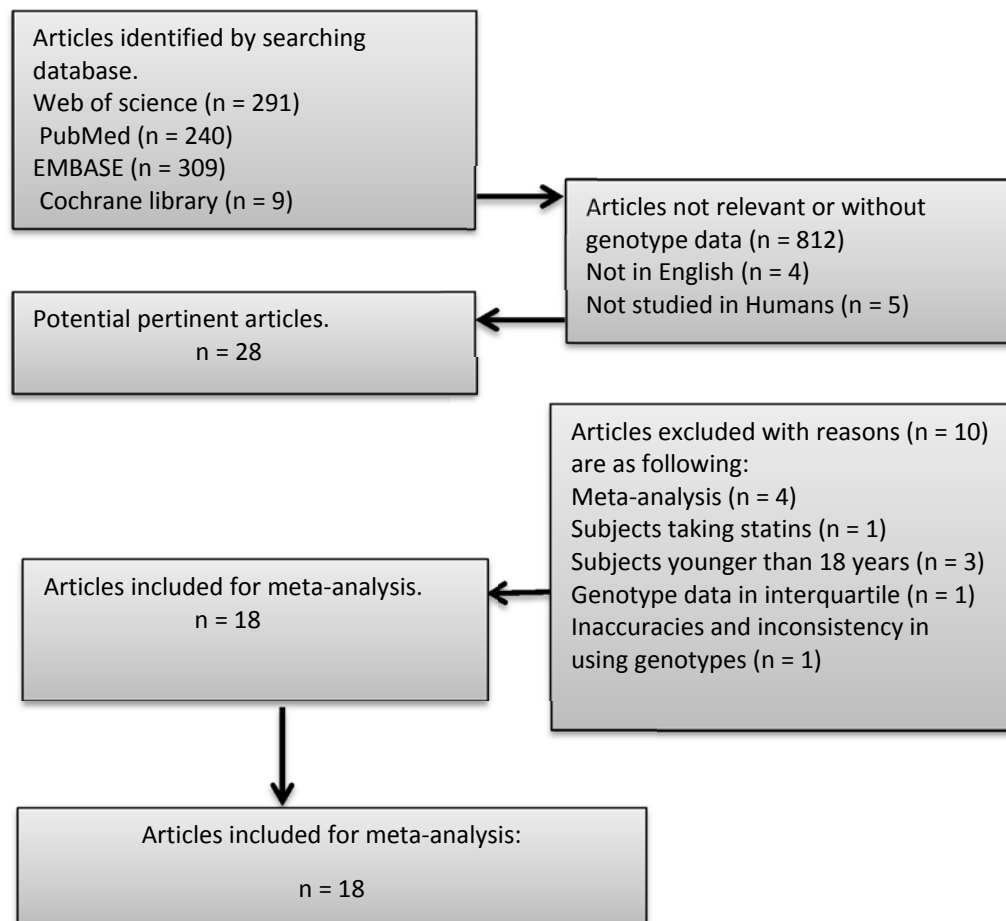 Articles identified by searching
database.
Web of science (n = 291)
PubMed (n = 240)
EMBASE (n = 309)
Cochrane library (n = 9)
Articles not relevant or without
genotype data (n = 812)
Not in English (n = 4)
Not studied in Humans (n = 5)
Potential pertinent articles.
n = 28
Articles excluded with reasons (n = 10)
are as following:
Meta-analysis (n = 4)
Subjects taking statins (n = 1)
Subjects younger than 18 years (n = 3)
Genotype data in interquartile (n = 1)
Inaccuracies and inconsistency in
using genotypes (n = 1)
Articles included for meta-analysis.
n = 18
Articles included for meta-analysis:
n = 18